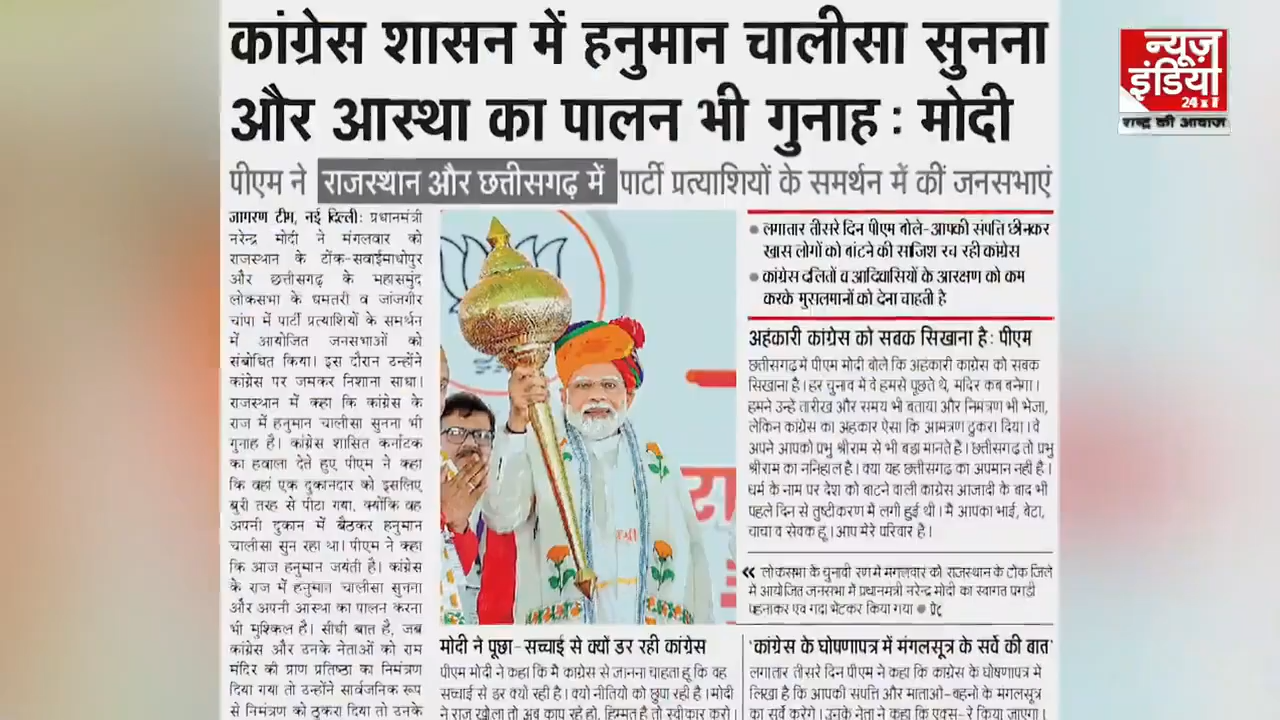 कांग्रेस शासन में हनुमान चालीसा सुनना
और आस्था का पालन भी गुनाह : मोदी
पीएम ने राजस्थान और छत्तीसगढ़ में पार्टी प्रत्याशियों के समर्थन में कीं जनसभाएं
जागरण टीम, नई दिल्ली: प्रधानमंत्री
नरेन्द्र मोदी ने मंगलवार को
राजस्थान के टोंक-सवाईमाधोपुर
और छत्तीसगढ़ के महासमुंद
लोकसभा के धमतरी व जांजगीर
चांपा में पार्टी प्रत्याशियों के समर्थन
में आयोजित जनसभाओं को
संबोधित किया। इस दौरान उन्होंने
कांग्रेस पर जमकर निशाना साधा।
राजस्थान में कहा कि कांग्रेस के
राज में हनुमान चालीसा सुनना भी
गुनाह है। कांग्रेस शासित कर्नाटक
का हवाला देते हुए पीएम ने कहा
कि वहां एक दुकानदार को इसलिए
बुरी तरह से पीटा गया, क्योंकि वह
अपनी दुकान में बैठकर हनुमान
चालीसा सुन रहा था। पीएम ने कहा
कि आज हनुमान जयंती है। कांग्रेस
के राज में हनुमान चालीसा सुनना
और अपनी आस्था का पालन करना
भी मुश्किल है। सीधी बात है, जब
कांग्रेस और उनके नेताओं को राम
मंदिर की प्राण प्रतिष्ठा का निमंत्रण
दिया गया तो उन्होंने सार्वजनिक रूप
से निमंत्रण को ठुकरा दिया तो उनके
लगातार तीसरे दिन पीएम बोले-आपकी संपत्ति छीनकर
खास लोगों को बांटने की साजिश रच रही कांग्रेस
कांग्रेस दलितों व आदिवासियों के आरक्षण को कम
करके मुसलमानों को देना चाहती है
अहंकारी कांग्रेस को सबक सिखाना है : पीएम
छत्तीसगढ़ में पीएम मोदी बोले कि अहंकारी कांग्रेस को सबक
सिखाना है। हर चुनाव में वे हमसे पूछते थे, मंदिर कब बनेगा।
हमने उन्हें तारीख और समय भी बताया और निमंत्रण भी भेजा,
लेकिन कांग्रेस का अहंकार ऐसा कि आमंत्रण ठुकरा दिया। वे
अपने आपको प्रभु श्रीराम से भी बड़ा मानते हैं। छत्तीसगढ़ तो प्रभु
श्रीराम का ननिहाल है। क्या यह छत्तीसगढ़ का अपमान नहीं है।
धर्म के नाम पर देश को बांटने वाली कांग्रेस आजादी के बाद भी
पहले दिन से तुष्टीकरण में लगी हुई थी। मैं आपका भाई, बेटा,
चाचा व सेवक हूं। आप मेरे परिवार है।
« लोकसभा के चुनावी रण में मंगलवार को राजस्थान के टोंक जिले
में आयोजित जनसभा में प्रधानमंत्री नरेन्द्र मोदी का स्वागत पगड़ी
पहनाकर एवं गदा भेंटकर किया गया ● प्रेट्र
मोदी ने पूछा- सच्चाई से क्यों डर रही कांग्रेस
पीएम मोदी ने कहा कि मैं कांग्रेस से जानना चाहता हूं कि वह
सच्चाई से डर क्यों रही है। क्यों नीतियों को छुपा रही है। मोदी
ने राज खोला तो अब कांप रहे हो, हिम्मत है तो स्वीकार करो।
'कांग्रेस के घोषणापत्र में मंगलसूत्र के सर्वे की बात'
लगातार तीसरे दिन पीएम ने कहा कि कांग्रेस के घोषणापत्र में
लिखा है कि आपकी संपत्ति और माताओं-बहनों के मंगलसूत्र
का सर्वे करेंगे। उनके नेता ने कहा कि एक्स-रे किया जाएगा।
न्यूज़
इंडिया
24x7
राष्ट्र की आवाज़